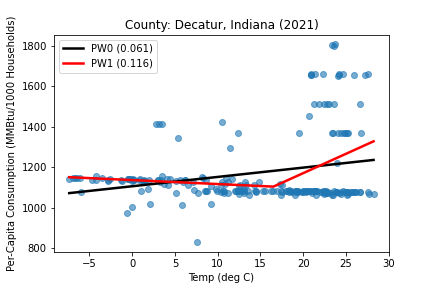 County: Decatur, Indiana (2021)
PW0 (0.061)
PW1 (0.116)
Per-Capita Consumption (MMBtu/1000 Households)
1800
1600
1400
1200
1000
800
−5 0 5 10 15 20 25 30
Temp (deg C)